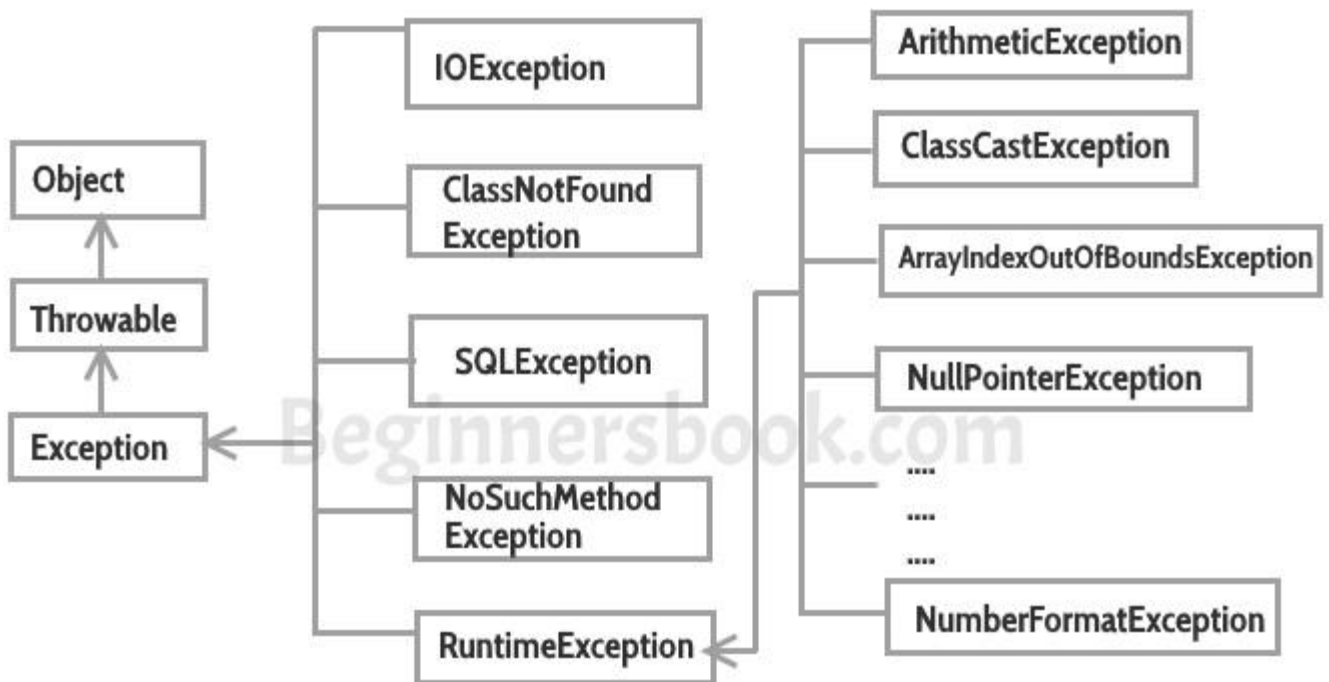 Object
Throwable
Exception
IOException
ClassNotFound
Exception
SQLException
NoSuchMethod
Exception
RuntimeException
ArithmeticException
ClassCastException
ArrayIndexOutOfBoundsException
NullPointerException
....
....
....
NumberFormatException
Beginnersbook.com